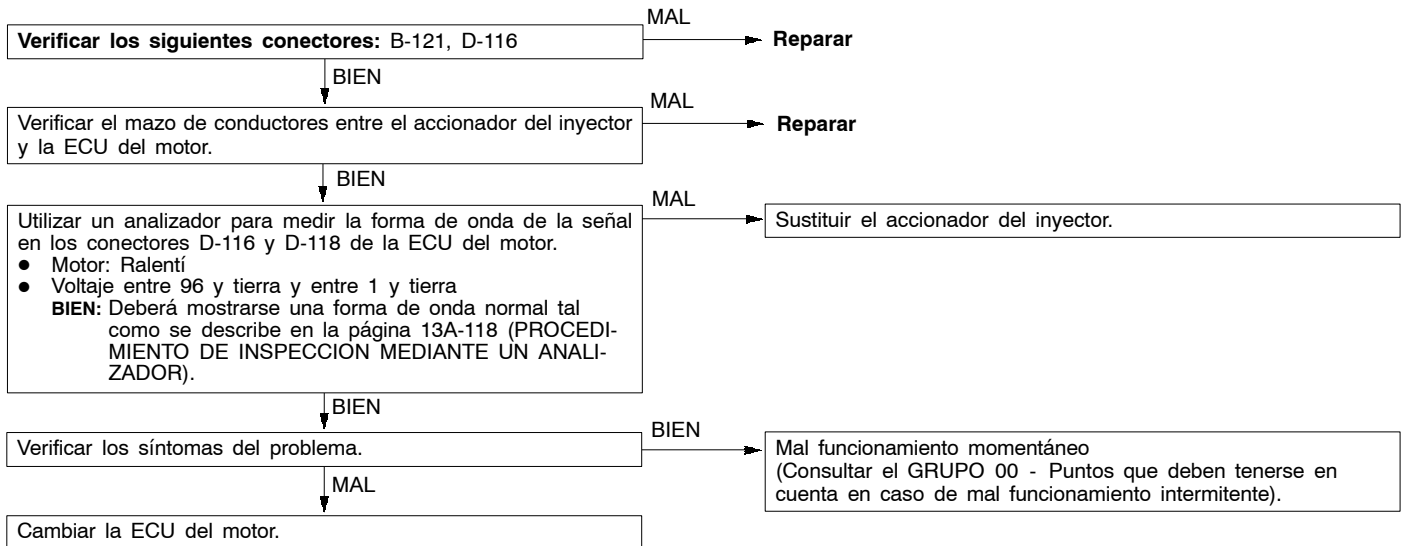 Verificar los siguientes conectores: B-121, D-116
MAL
Reparar
BIEN
Verificar el mazo de conductores entre el accionador del inyector
y la ECU del motor.
MAL
Reparar
BIEN
Utilizar un analizador para medir la forma de onda de la señal
en los conectores D-116 y D-118 de la ECU del motor.
● Motor: Ralentí
● Voltaje entre 96 y tierra y entre 1 y tierra
BIEN: Deberá mostrarse una forma de onda normal tal
como se describe en la página 13A-118 (PROCEDI-
MIENTO DE INSPECCION MEDIANTE UN ANALI-
ZADOR).
MAL
Sustituir el accionador del inyector.
BIEN
Verificar los síntomas del problema.
BIEN
Mal funcionamiento momentáneo
(Consultar el GRUPO 00 - Puntos que deben tenerse en
cuenta en caso de mal funcionamiento intermitente).
MAL
Cambiar la ECU del motor.